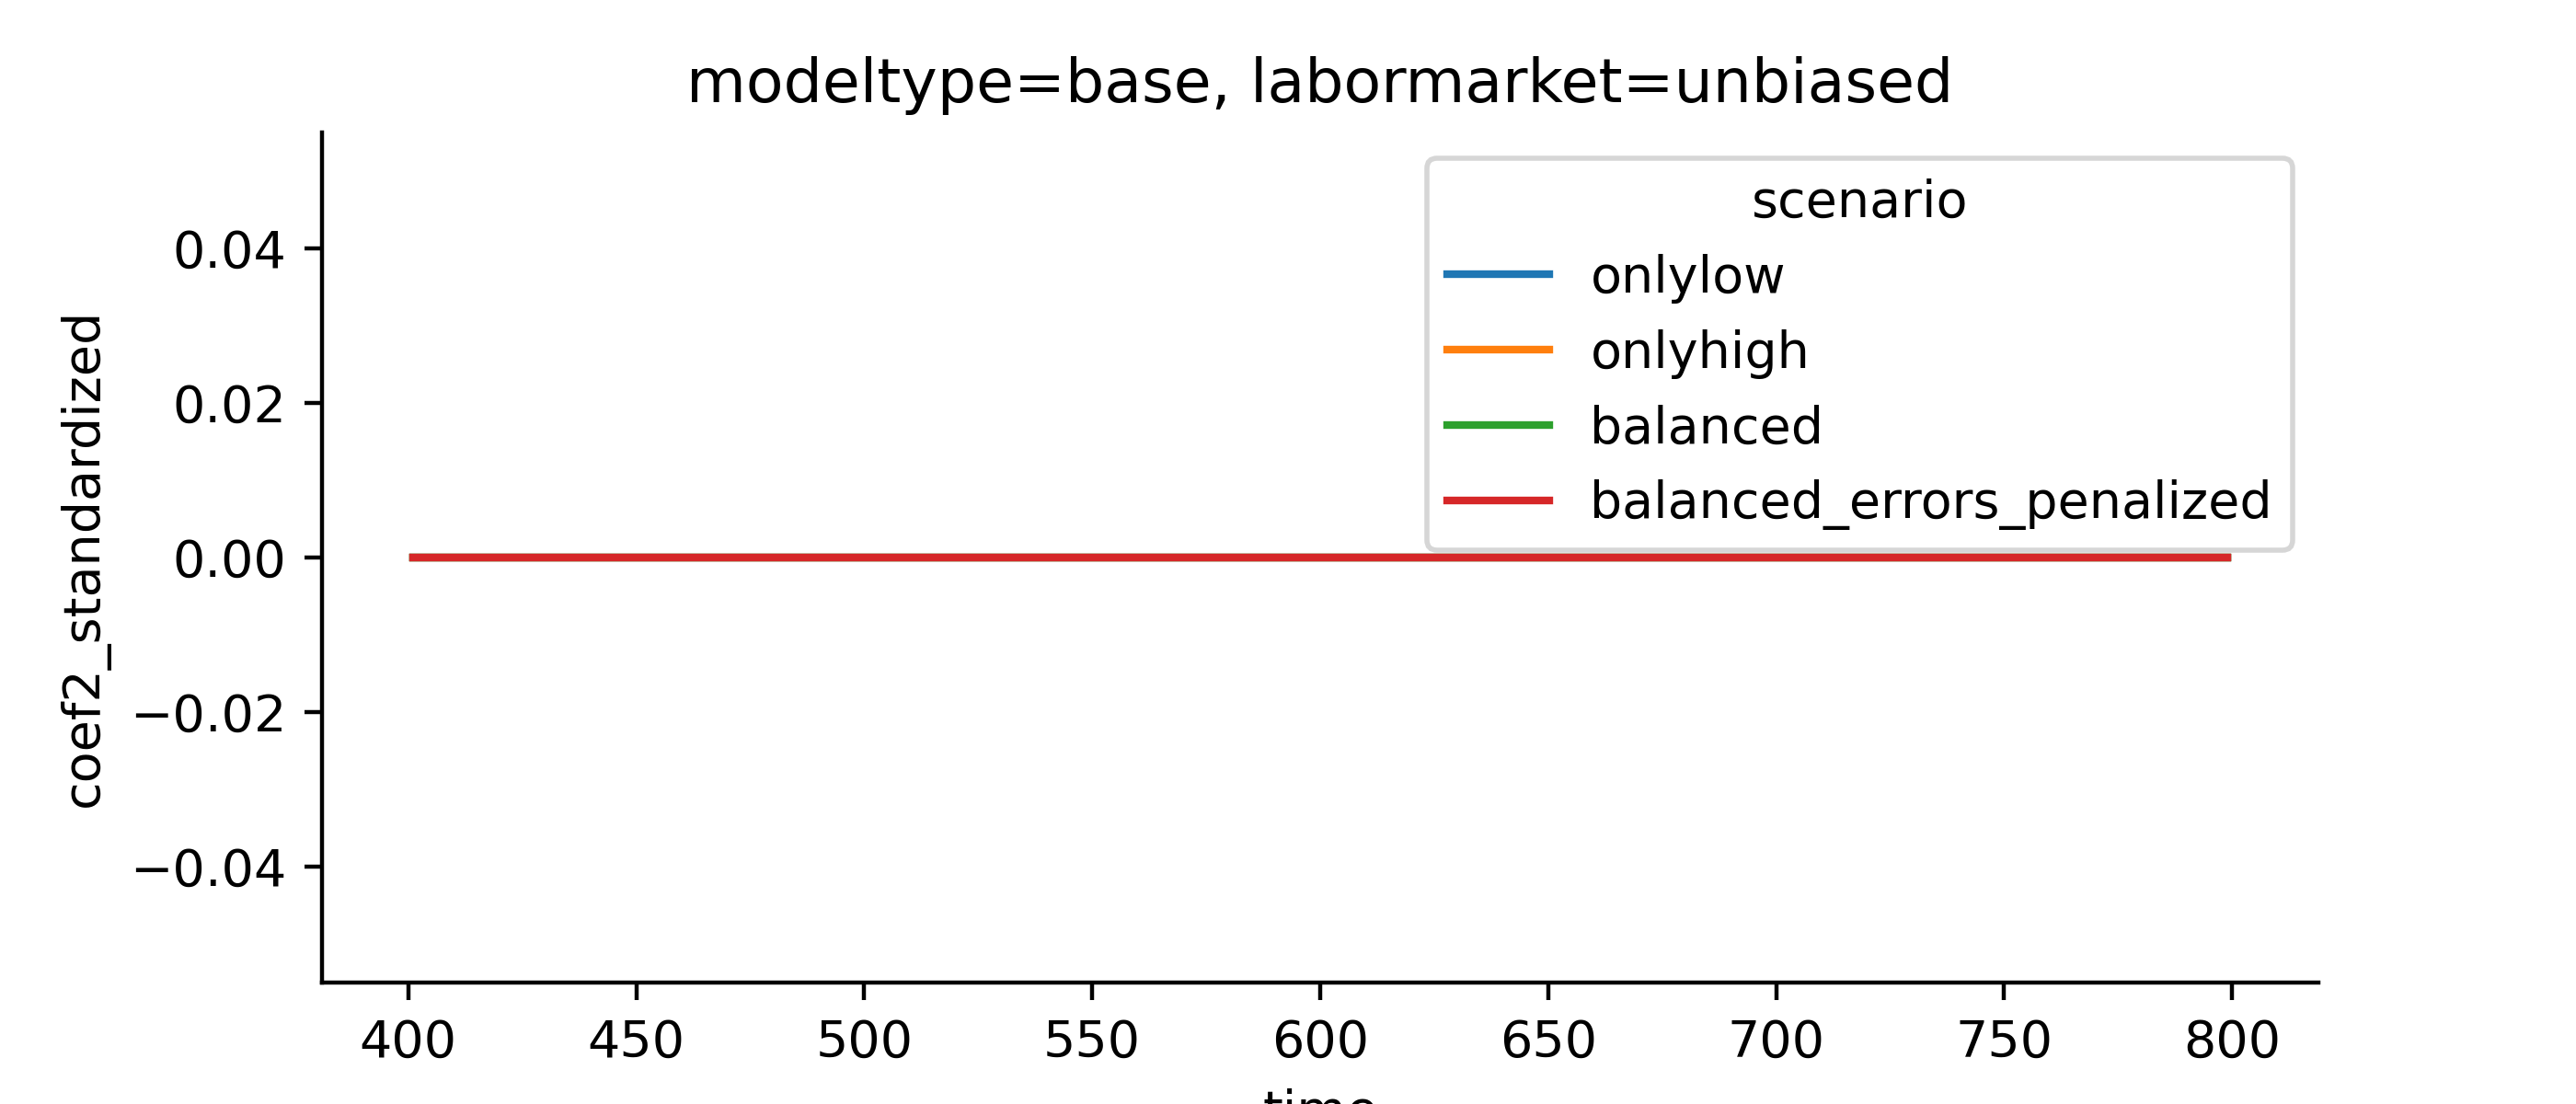 modeltype=base, labormarket=unbiased
scenario
onlylow
onlyhigh
balanced
balanced_errors_penalized
coef2_standardized
0.04
0.02
0.00
−0.02
−0.04
400 450 500 550 600 650 700 750 800
time